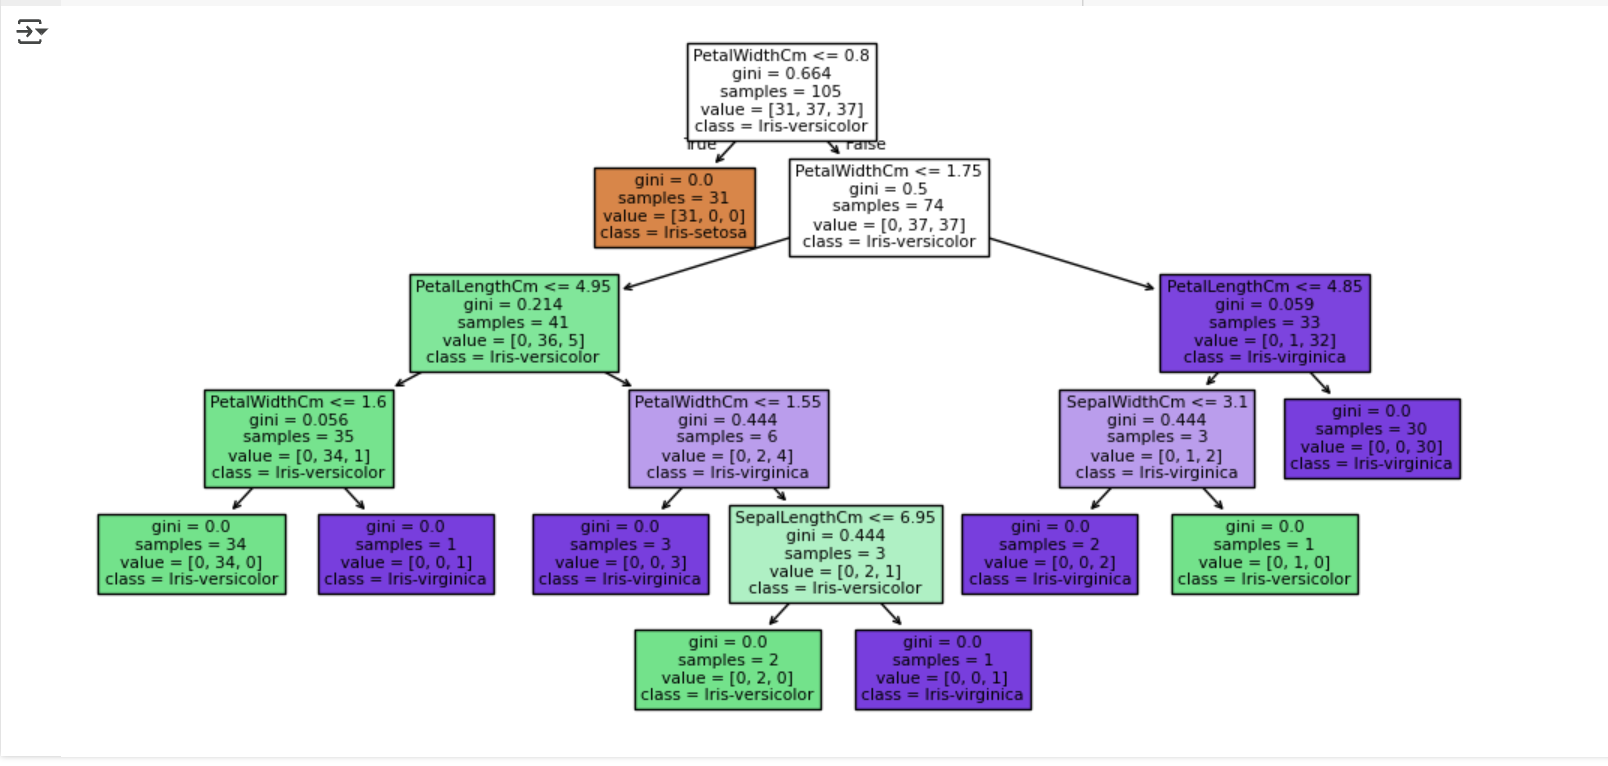 PetalWidthCm <= 0.8
gini = 0.664
samples = 105
value = [31, 37, 37]
class = Iris-versicolor
True
False
gini = 0.0
samples = 31
value = [31, 0, 0]
class = Iris-setosa
PetalWidthCm <= 1.75
gini = 0.5
samples = 74
value = [0, 37, 37]
class = Iris-versicolor
PetalLengthCm <= 4.95
gini = 0.214
samples = 41
value = [0, 36, 5]
class = Iris-versicolor
PetalLengthCm <= 4.85
gini = 0.059
samples = 33
value = [0, 1, 32]
class = Iris-virginica
PetalWidthCm <= 1.6
gini = 0.056
samples = 35
value = [0, 34, 1]
class = Iris-versicolor
PetalWidthCm <= 1.55
gini = 0.444
samples = 6
value = [0, 2, 4]
class = Iris-virginica
SepalWidthCm <= 3.1
gini = 0.444
samples = 3
value = [0, 1, 2]
class = Iris-virginica
gini = 0.0
samples = 30
value = [0, 0, 30]
class = Iris-virginica
gini = 0.0
samples = 34
value = [0, 34, 0]
class = Iris-versicolor
gini = 0.0
samples = 1
value = [0, 0, 1]
class = Iris-virginica
gini = 0.0
samples = 3
value = [0, 0, 3]
class = Iris-virginica
SepalLengthCm <= 6.95
gini = 0.444
samples = 3
value = [0, 2, 1]
class = Iris-versicolor
gini = 0.0
samples = 2
value = [0, 0, 2]
class = Iris-virginica
gini = 0.0
samples = 1
value = [0, 1, 0]
class = Iris-versicolor
gini = 0.0
samples = 2
value = [0, 2, 0]
class = Iris-versicolor
gini = 0.0
samples = 1
value = [0, 0, 1]
class = Iris-virginica